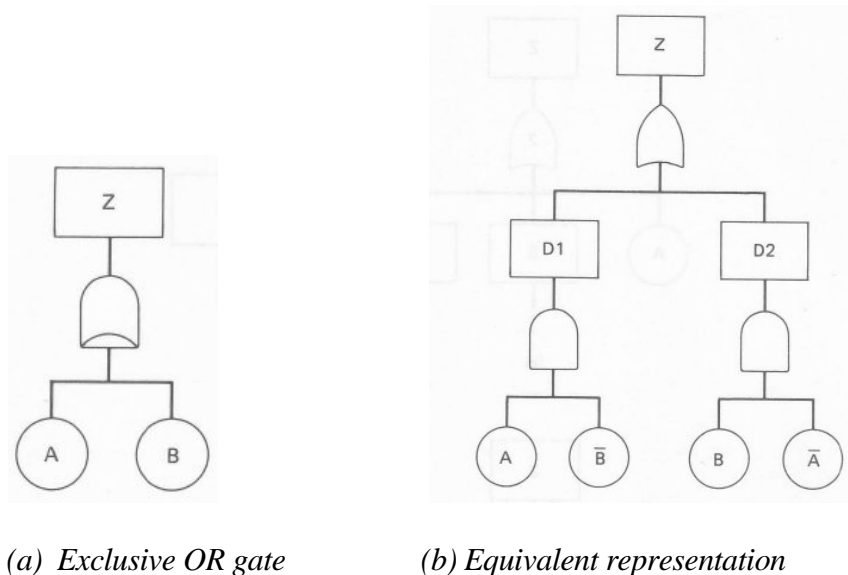 Z
A B
(a) Exclusive OR gate
Z
D1 D2
A B̅ B A̅
(b) Equivalent representation